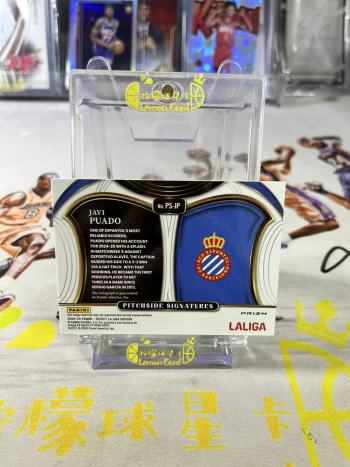 Lemon Card
No. PS-JP
JAVI
PUADO
ONE OF ESPANYOL'S MOST
RELIABLE SCORERS,
PUADO OPENED HIS ACCOUNT
FOR 2024-25 WITH A SPLASH.
IN MATCHWEEK 5 AGAINST
DEPORTIVO ALAVÉS, THE CAPTAIN
GUIDED HIS SIDE TO A 3-2 WIN
VIA A HAT TRICK. WITH THAT
SHOWING, HE BECAME THE FIRST
PERICOS PLAYER TO NET
THREE IN A GAME SINCE
SERGIO GARCÍA IN 2015.
PITCHSIDE SIGNATURES
PANINI
PRIZM
LALIGA
Lemon Card
檬球星卡